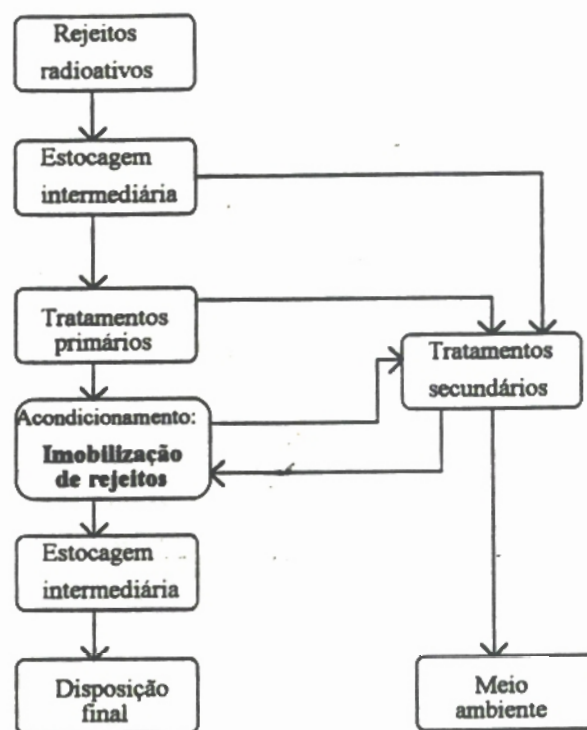 Rejeitos
radioativos
Estocagem
intermediária
Tratamentos
primários
Tratamentos
secundários
Acondicionamento:
Imobilização
de rejeitos
Estocagem
intermediária
Disposição
final
Meio
ambiente